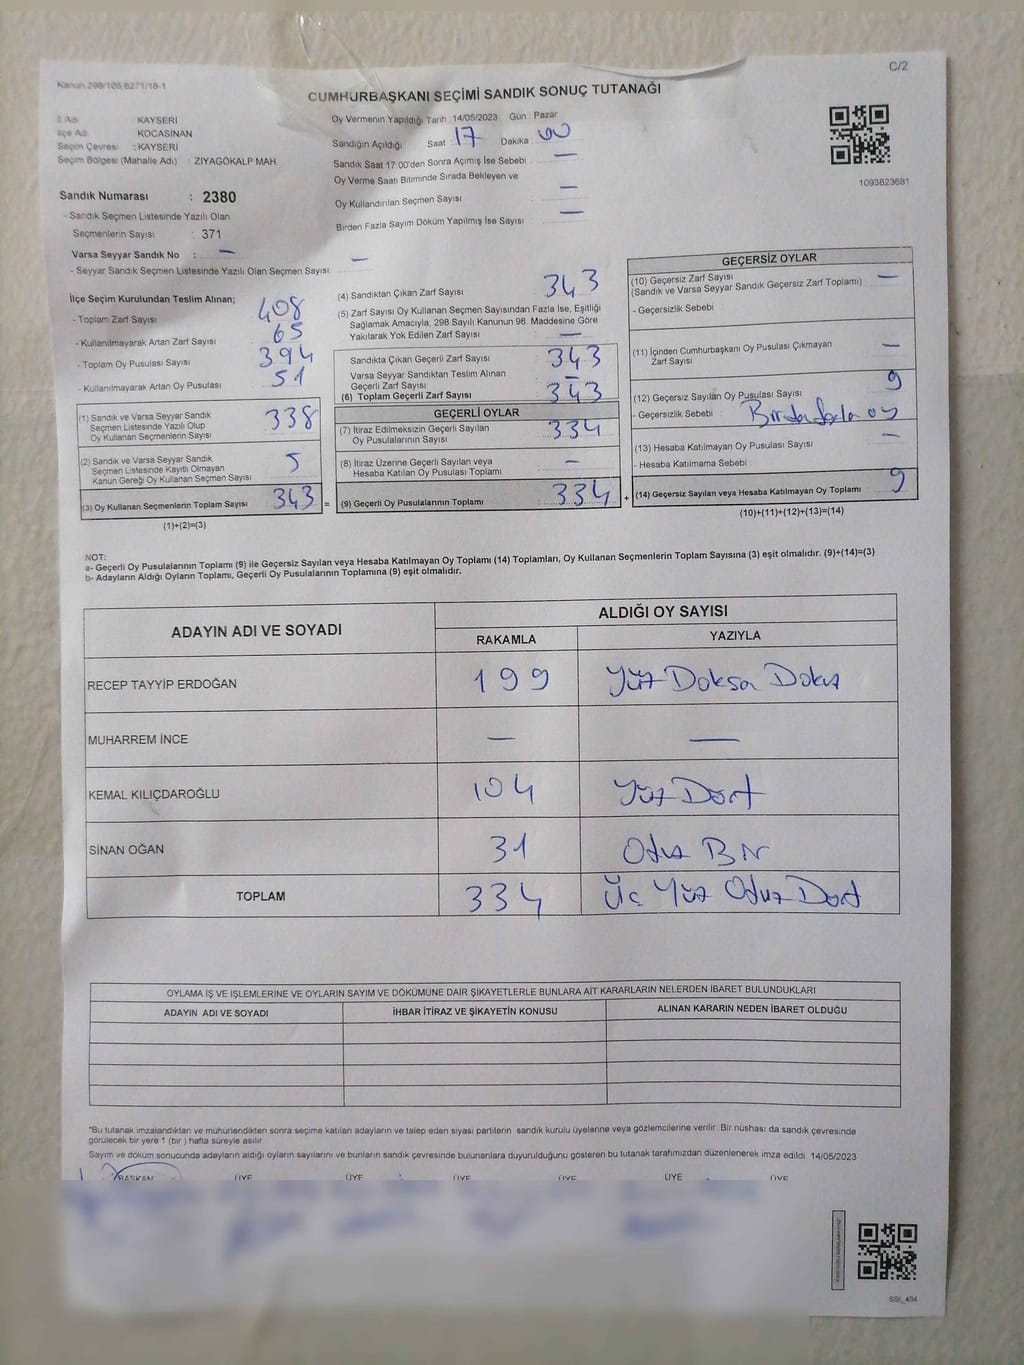 C/2
Kanun 298/105,6271/18-1
CUMHURBAŞKANI SEÇİMİ SANDIK SONUÇ TUTANAĞI
İl Adı KAYSERİ
İlçe Adı KOCASİNAN
Seçim Çevresi : KAYSERİ
Seçim Bölgesi (Mahalle Adı) : ZIYAGÖKALP MAH.
Sandık Numarası : 2380
- Sandık Seçmen Listesinde Yazılı Olan
Seçmenlerin Sayısı : 371
Varsa Seyyar Sandık No : —
- Seyyar Sandık Seçmen Listesinde Yazılı Olan Seçmen Sayısı: —
Oy Vermenin Yapıldığı Tarih : 14/05/2023 Gün Pazar
Sandığın Açıldığı Saat : 17 Dakika : 00
Sandık Saat 17:00'den Sonra Açılmış İse Sebebi : —
Oy Verme Saati Bitiminde Sırada Bekleyen ve
Oy Kullandırılan Seçmen Sayısı : —
Birden Fazla Sayım Döküm Yapılmış İse Sayısı : —
1093823681
İlçe Seçim Kurulundan Teslim Alınan;
- Toplam Zarf Sayısı 408
- Kullanılmayarak Artan Zarf Sayısı 65
- Toplam Oy Pusulası Sayısı 394
- Kullanılmayarak Artan Oy Pusulası 51
(1) Sandık ve Varsa Seyyar Sandık
Seçmen Listesinde Yazılı Olup
Oy Kullanan Seçmenlerin Sayısı 338
(2) Sandık ve Varsa Seyyar Sandık
Seçmen Listesinde Kayıtlı Olmayan
Kanun Gereği Oy Kullanan Seçmen Sayısı 5
(3) Oy Kullanan Seçmenlerin Toplam Sayısı 343 =
(1)+(2)=(3)
(4) Sandıktan Çıkan Zarf Sayısı 343
(5) Zarf Sayısı Oy Kullanan Seçmen Sayısından Fazla İse, Eşitliği
Sağlamak Amacıyla; 298 Sayılı Kanunun 98. Maddesine Göre
Yakılarak Yok Edilen Zarf Sayısı —
Sandıkta Çıkan Geçerli Zarf Sayısı 343
Varsa Seyyar Sandıktan Teslim Alınan
Geçerli Zarf Sayısı —
(6) Toplam Geçerli Zarf Sayısı 343
GEÇERLİ OYLAR
(7) İtiraz Edilmeksizin Geçerli Sayılan
Oy Pusulalarının Sayısı 334
(8) İtiraz Üzerine Geçerli Sayılan veya
Hesaba Katılan Oy Pusulası Toplamı —
(9) Geçerli Oy Pusulalarının Toplamı 334 +
GEÇERSİZ OYLAR
(10) Geçersiz Zarf Sayısı
(Sandık ve Varsa Seyyar Sandık Geçersiz Zarf Toplamı) —
- Geçersizlik Sebebi :
(11) İçinden Cumhurbaşkanı Oy Pusulası Çıkmayan
Zarf Sayısı —
(12) Geçersiz Sayılan Oy Pusulası Sayısı 9
- Geçersizlik Sebebi : Birden fazla oy
(13) Hesaba Katılmayan Oy Pusulası Sayısı —
- Hesaba Katılmama Sebebi :
(14) Geçersiz Sayılan veya Hesaba Katılmayan Oy Toplamı 9
(10)+(11)+(12)+(13)=(14)
NOT:
a- Geçerli Oy Pusulalarının Toplamı (9) ile Geçersiz Sayılan veya Hesaba Katılmayan Oy Toplamı (14) Toplamları, Oy Kullanan Seçmenlerin Toplam Sayısına (3) eşit olmalıdır. (9)+(14)=(3)
b- Adayların Aldığı Oyların Toplamı, Geçerli Oy Pusulalarının Toplamına (9) eşit olmalıdır.
ADAYIN ADI VE SOYADI ALDIĞI OY SAYISI
RAKAMLA YAZIYLA
RECEP TAYYİP ERDOĞAN 199 Yüz Doksa Dokuz
MUHARREM İNCE — —
KEMAL KILIÇDAROĞLU 104 Yüz Dört
SİNAN OĞAN 31 Otuz Bir
TOPLAM 334 Üç Yüz Otuz Dört
OYLAMA İŞ VE İŞLEMLERİNE VE OYLARIN SAYIM VE DÖKÜMÜNE DAİR ŞİKAYETLERLE BUNLARA AİT KARARLARIN NELERDEN İBARET BULUNDUKLARI
ADAYIN ADI VE SOYADI İHBAR İTİRAZ VE ŞİKAYETİN KONUSU ALINAN KARARIN NEDEN İBARET OLDUĞU
*Bu tutanak imzalandıktan ve mühürlendikten sonra seçime katılan adayların ve talep eden siyasi partilerin sandık kurulu üyelerine veya gözlemcilerine verilir. Bir nüshası da sandık çevresinde
görülecek bir yere 1 (bir ) hafta süreyle asılır.
Sayım ve döküm sonucunda adayların aldığı oyların sayılarını ve bunların sandık çevresinde bulunanlara duyurulduğunu gösteren bu tutanak tarafımızdan düzenlenerek imza edildi. 14/05/2023
BAŞKAN ÜYE ÜYE ÜYE ÜYE ÜYE ÜYE
SSI_494